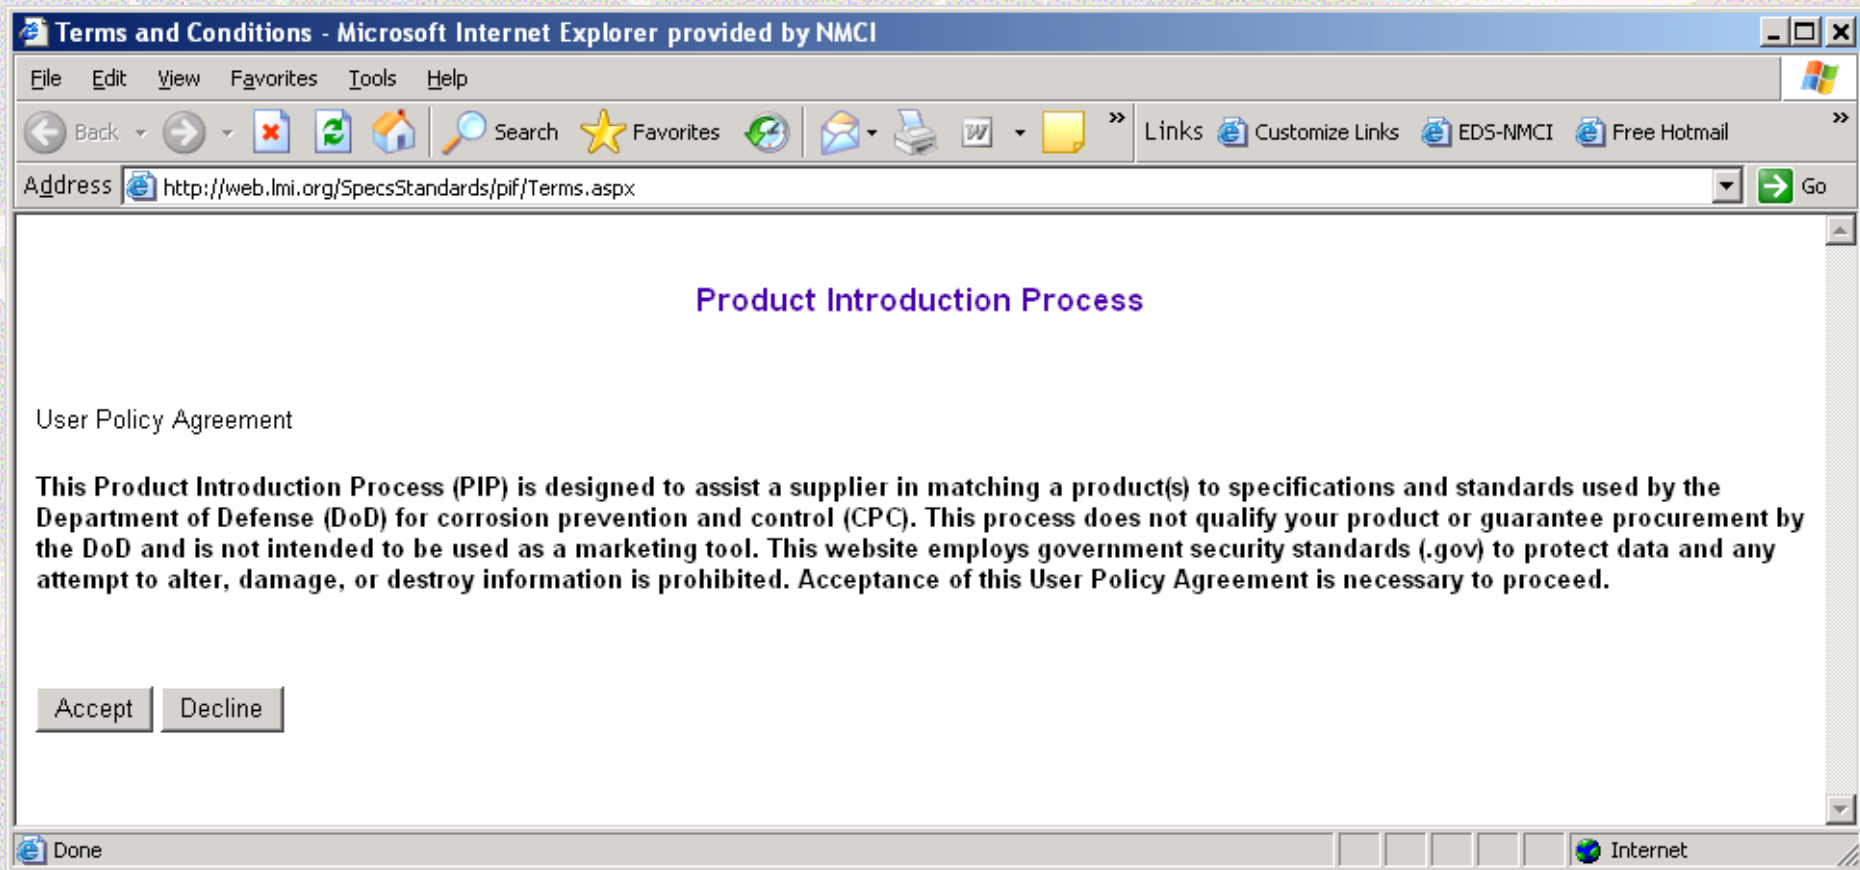 Terms and Conditions - Microsoft Internet Explorer provided by NMCI
File Edit View Favorites Tools Help
Back Search Favorites W » Links Customize Links EDS-NMCI Free Hotmail »
Address http://web.lmi.org/SpecsStandards/pif/Terms.aspx Go
Product Introduction Process
User Policy Agreement
This Product Introduction Process (PIP) is designed to assist a supplier in matching a product(s) to specifications and standards used by the
Department of Defense (DoD) for corrosion prevention and control (CPC). This process does not qualify your product or guarantee procurement by
the DoD and is not intended to be used as a marketing tool. This website employs government security standards (.gov) to protect data and any
attempt to alter, damage, or destroy information is prohibited. Acceptance of this User Policy Agreement is necessary to proceed.
Accept Decline
Done Internet